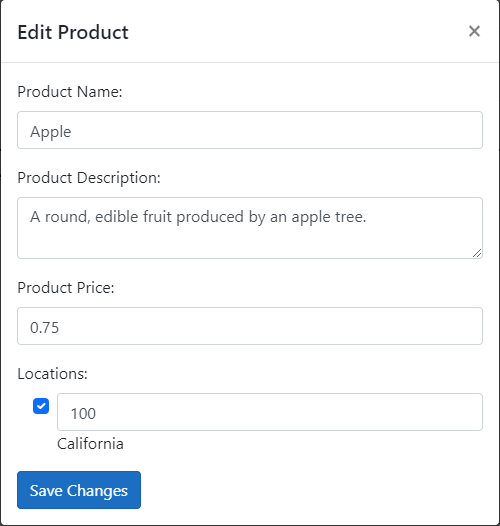 Edit Product ×
Product Name:
Apple
Product Description:
A round, edible fruit produced by an apple tree.
Product Price:
0.75
Locations:
100
California
Save Changes